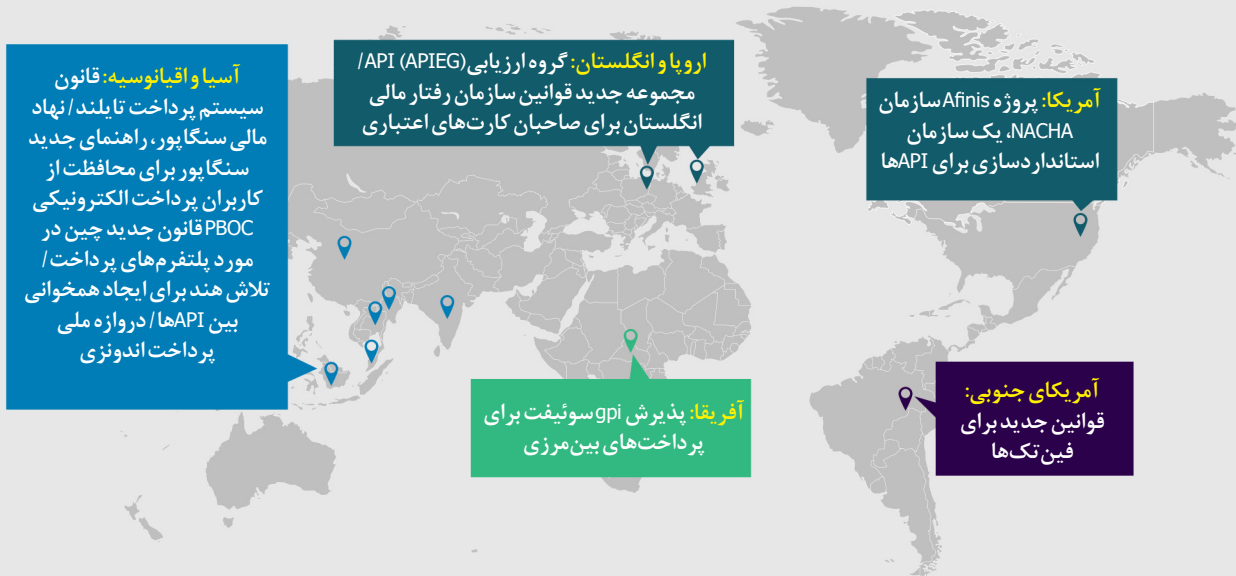 آمریکا: پروژه Afinis سازمان
NACHA، یک سازمان
استانداردسازی برای APIها
اروپا و انگلستان: گروه ارزیابی API (APIEG)/
مجموعه جدید قوانین سازمان رفتار مالی
انگلستان برای صاحبان کارت‌های اعتباری
آسیا و اقیانوسیه: قانون
سیستم پرداخت تایلند/ نهاد
مالی سنگاپور، راهنمای جدید
سنگاپور برای محافظت از
کاربران پرداخت الکترونیکی
PBOC قانون جدید چین در
مورد پلتفرم‌های پرداخت/
تلاش هند برای ایجاد همخوانی
بین APIها/ دروازه ملی
پرداخت اندونزی
آمریکای جنوبی:
قوانین جدید برای
فین‌تک‌ها
آفریقا: پذیرش gpi سوئیفت برای
پرداخت‌های بین‌مرزی